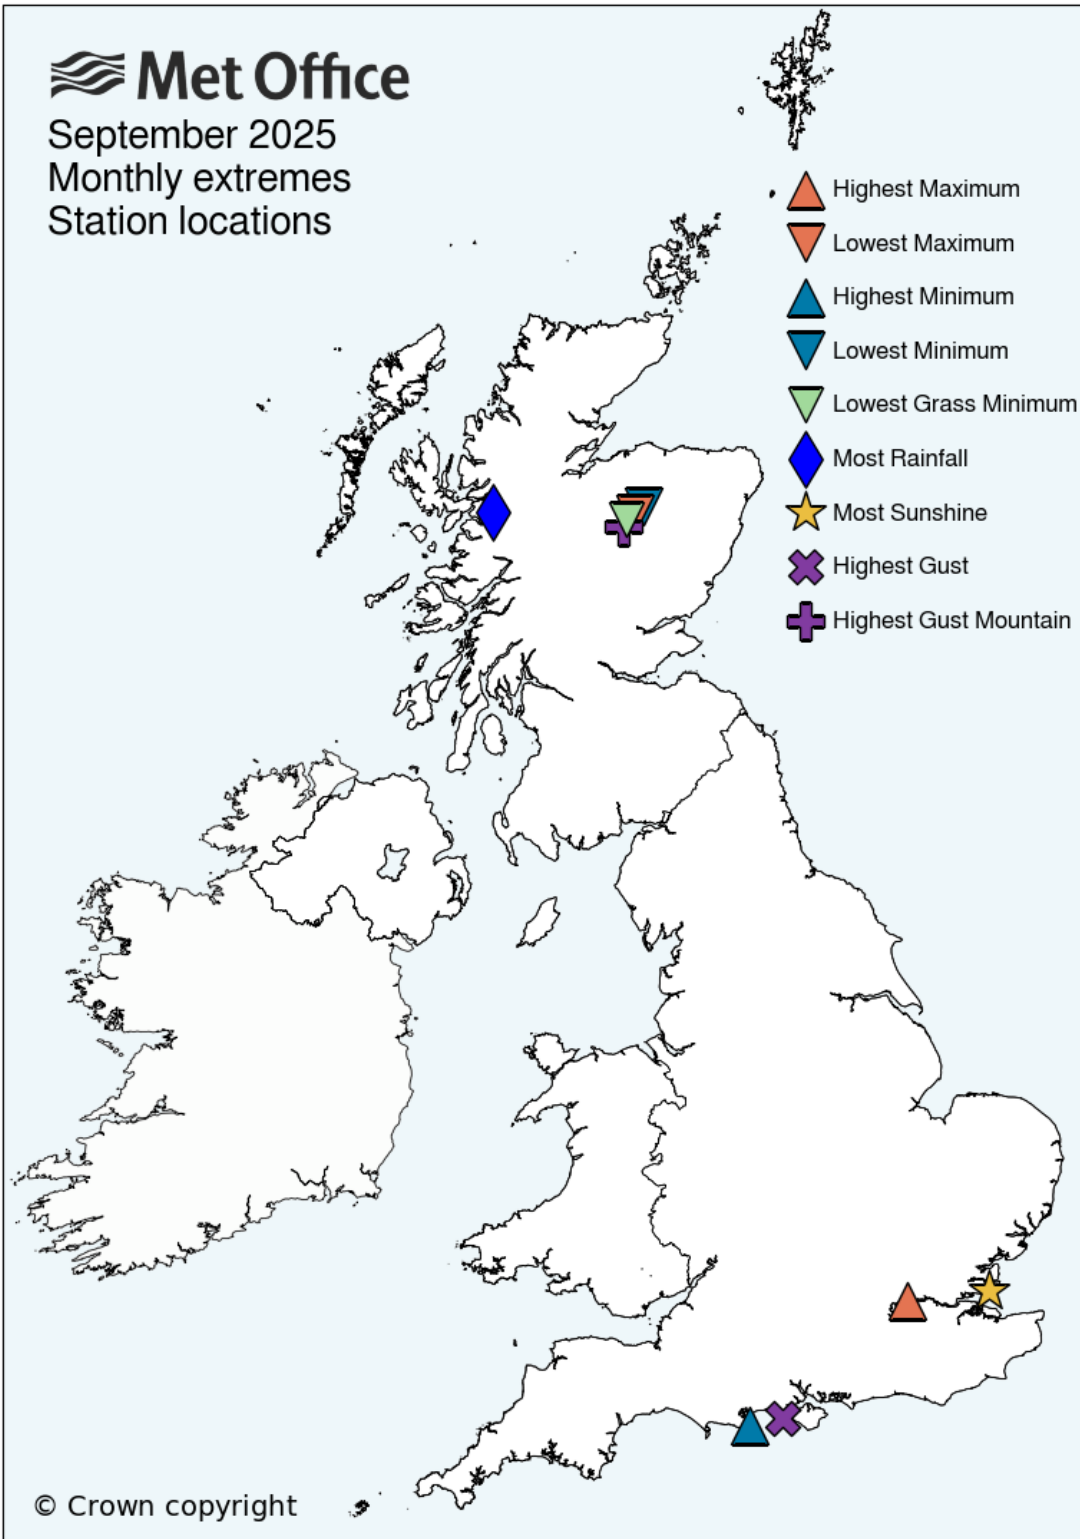 Met Office
September 2025
Monthly extremes
Station locations
Highest Maximum
Lowest Maximum
Highest Minimum
Lowest Minimum
Lowest Grass Minimum
Most Rainfall
Most Sunshine
Highest Gust
Highest Gust Mountain
© Crown copyright